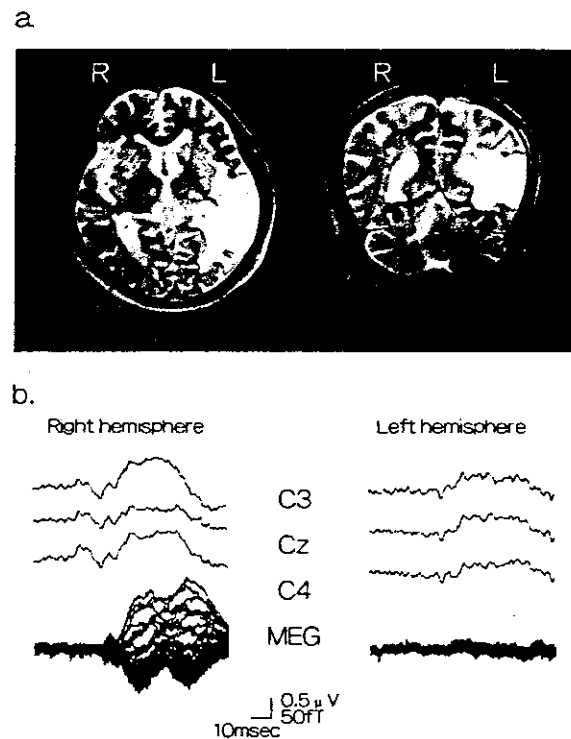 a
R L R L
b.
Right hemisphere Left hemisphere
C3
Cz
C4
MEG
0.5 μV
50fT
10msec